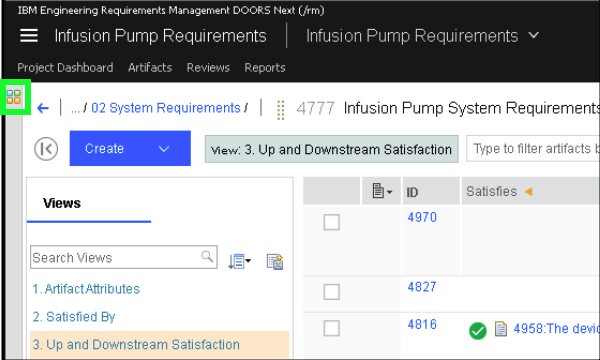 IBM Engineering Requirements Management DOORS Next (/rm)
Infusion Pump Requirements Infusion Pump Requirements
Project Dashboard Artifacts Reviews Reports
... / 02 System Requirements / 4777 Infusion Pump System Requirements
Create View: 3. Up and Downstream Satisfaction Type to filter artifacts b
Views
ID Satisfies
4970
Search Views
1. Artifact Attributes
4827
2. Satisfied By
4816 4958:The devic
3. Up and Downstream Satisfaction